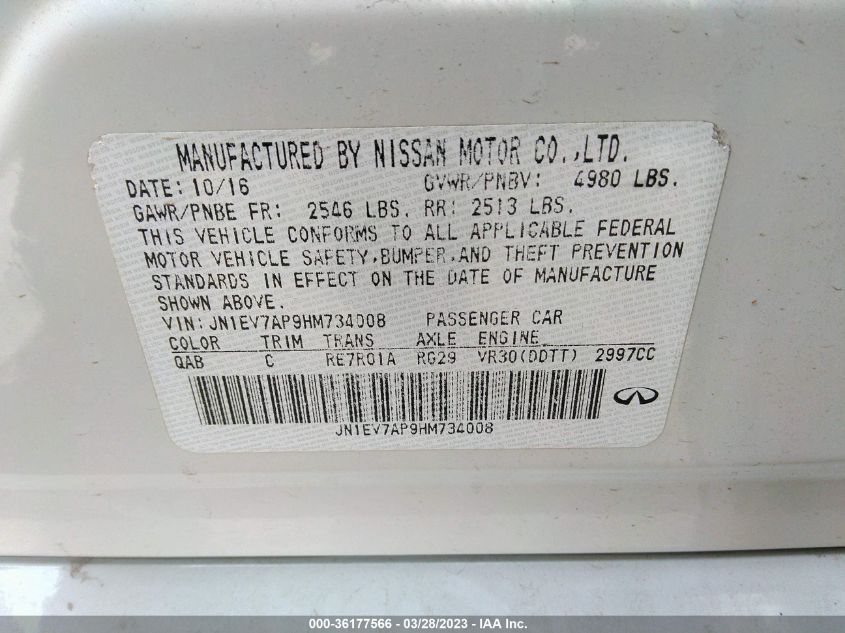 MANUFACTURED BY NISSAN MOTOR CO.,LTD.
DATE: 10/16 GVWR/PNBV: 4980 LBS.
GAWR/PNBE FR: 2546 LBS. RR: 2513 LBS.
THIS VEHICLE CONFORMS TO ALL APPLICABLE FEDERAL
MOTOR VEHICLE SAFETY,BUMPER,AND THEFT PREVENTION
STANDARDS IN EFFECT ON THE DATE OF MANUFACTURE
SHOWN ABOVE.
VIN: JN1EV7AP9HM734008 PASSENGER CAR
COLOR TRIM TRANS AXLE ENGINE
QAB C RE7R01A RG29 VR30(DDTT) 2997CC
JN1EV7AP9HM734008
000-36177566 - 03/28/2023 - IAA Inc.